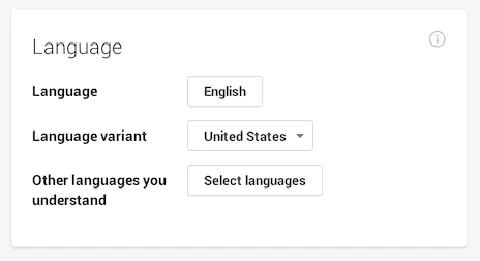 Language
Language English
Language variant United States
Other languages you Select languages
understand